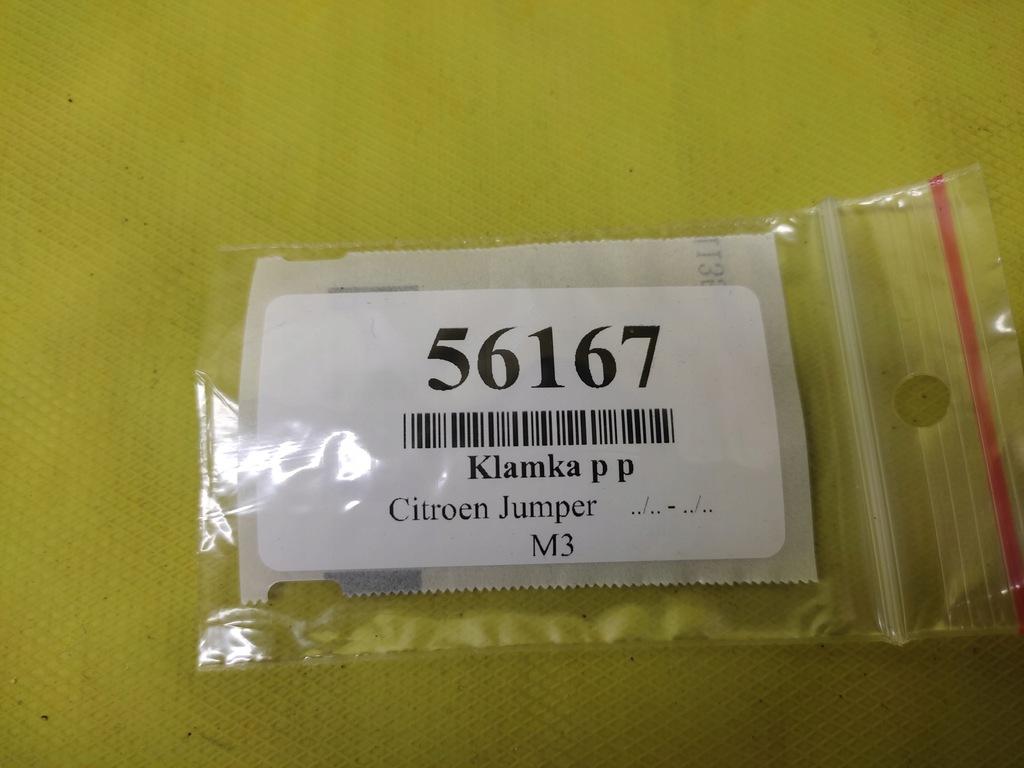 56167
Klamka p p
Citroen Jumper ../.. - ../..
M3